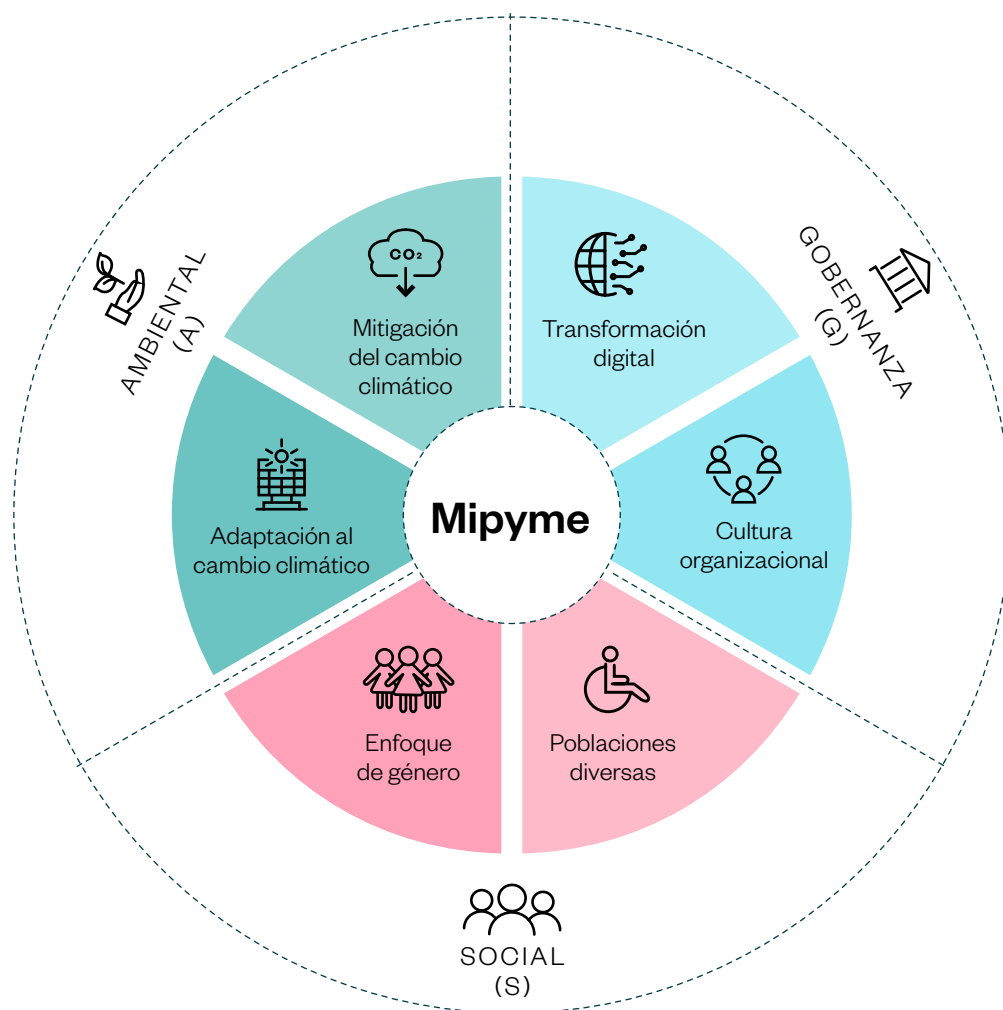 AMBIENTAL
(A)
GOBERNANZA
(G)
CO₂
Mitigación
del cambio
climático
Transformación
digital
Adaptación al
cambio climático
Mipyme
Cultura
organizacional
Enfoque
de género
Poblaciones
diversas
SOCIAL
(S)